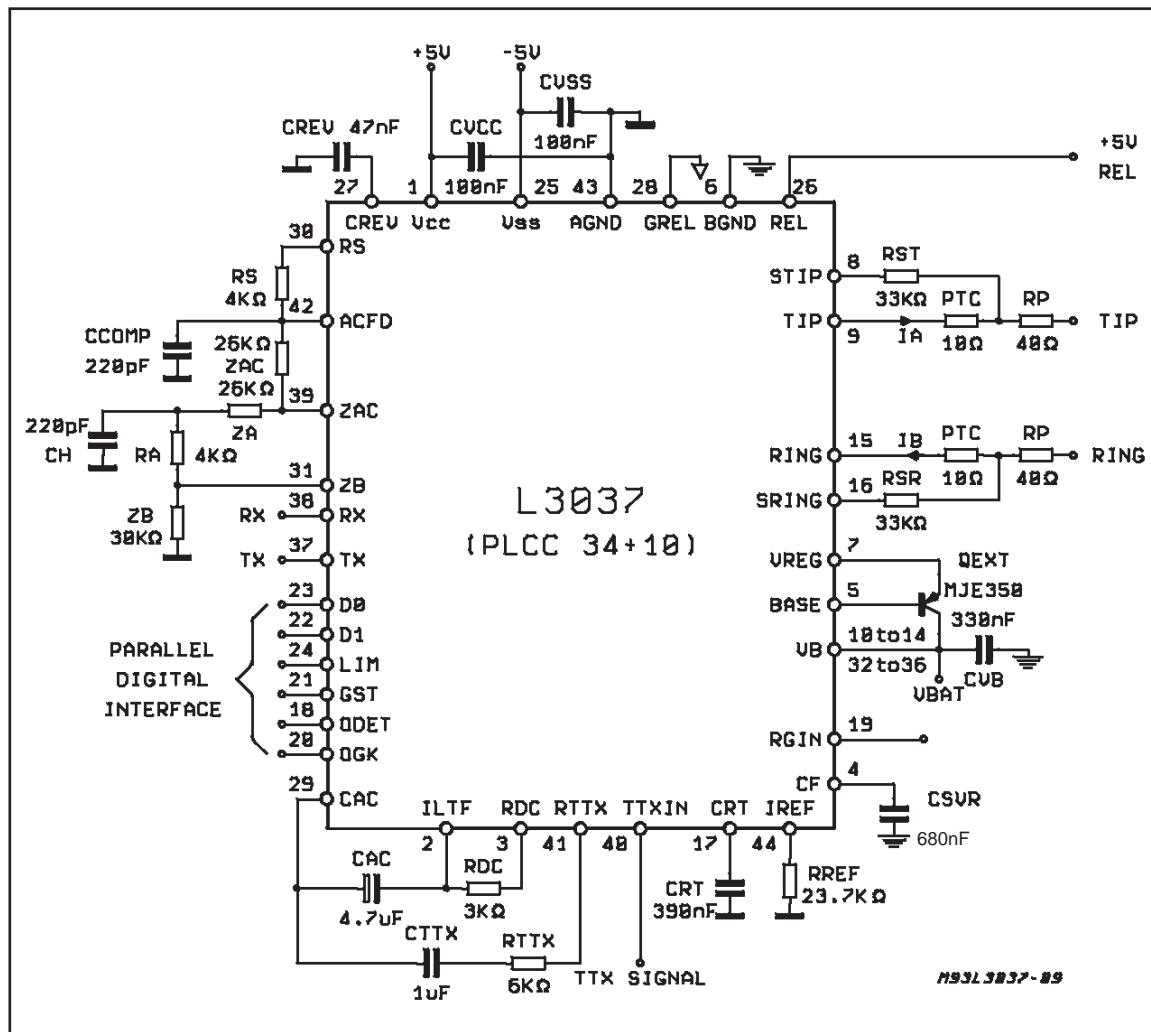 +5V
-5V
CVSS
CREV 47nF
CVCC
100nF
+5V
REL
27
1
100nF
25
43
28
6
26
CREV
Vcc
Vss
AGND
GREL
BGND
REL
30
RS
RS
4KΩ
42
ACFD
CCOMP
220pF
26KΩ
ZAC
26KΩ
39
ZAC
220pF
CH
RA
4KΩ
ZA
31
ZB
38
RX
RX
ZB
30KΩ
37
TX
TX
23
D0
22
D1
24
LIM
21
GST
18
ODET
20
OGK
PARALLEL
DIGITAL
INTERFACE
29
CAC
L3037
(PLCC 34+10)
STIP
8
RST
33KΩ
PTC
RP
TIP
9
IA
10Ω
40Ω
TIP
RING
15
IB
PTC
RP
10Ω
40Ω
RING
SRING
16
RSR
33KΩ
VREG
7
QEXT
MJE350
BASE
5
330nF
VB
10to14
32to36
CVB
VBAT
RGIN
19
CF
4
CSVR
680nF
ILTF
RDC
RTTX
TTXIN
CRT
IREF
2
3
41
40
17
44
CAC
4.7uF
RDC
3KΩ
CRT
390nF
RREF
23.7KΩ
CTTX
1uF
RTTX
5KΩ
TTX SIGNAL
M93L3037-09